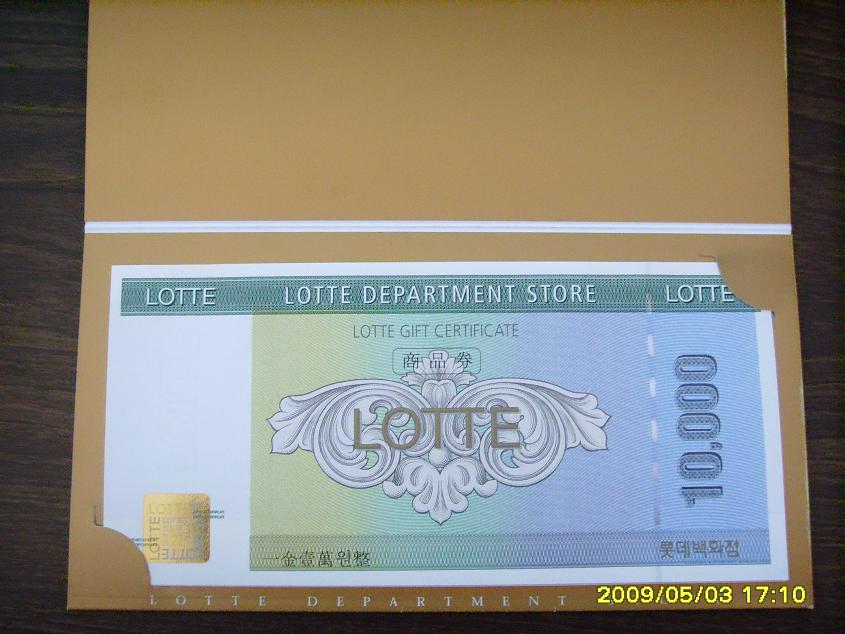 LOTTE LOTTE DEPARTMENT STORE LOTTE
LOTTE GIFT CERTIFICATE
商品券
LOTTE
10,000
一金壹萬원整
롯데백화점
LOTTE
LOTTE DEPARTMENT
2009/05/03 17:10